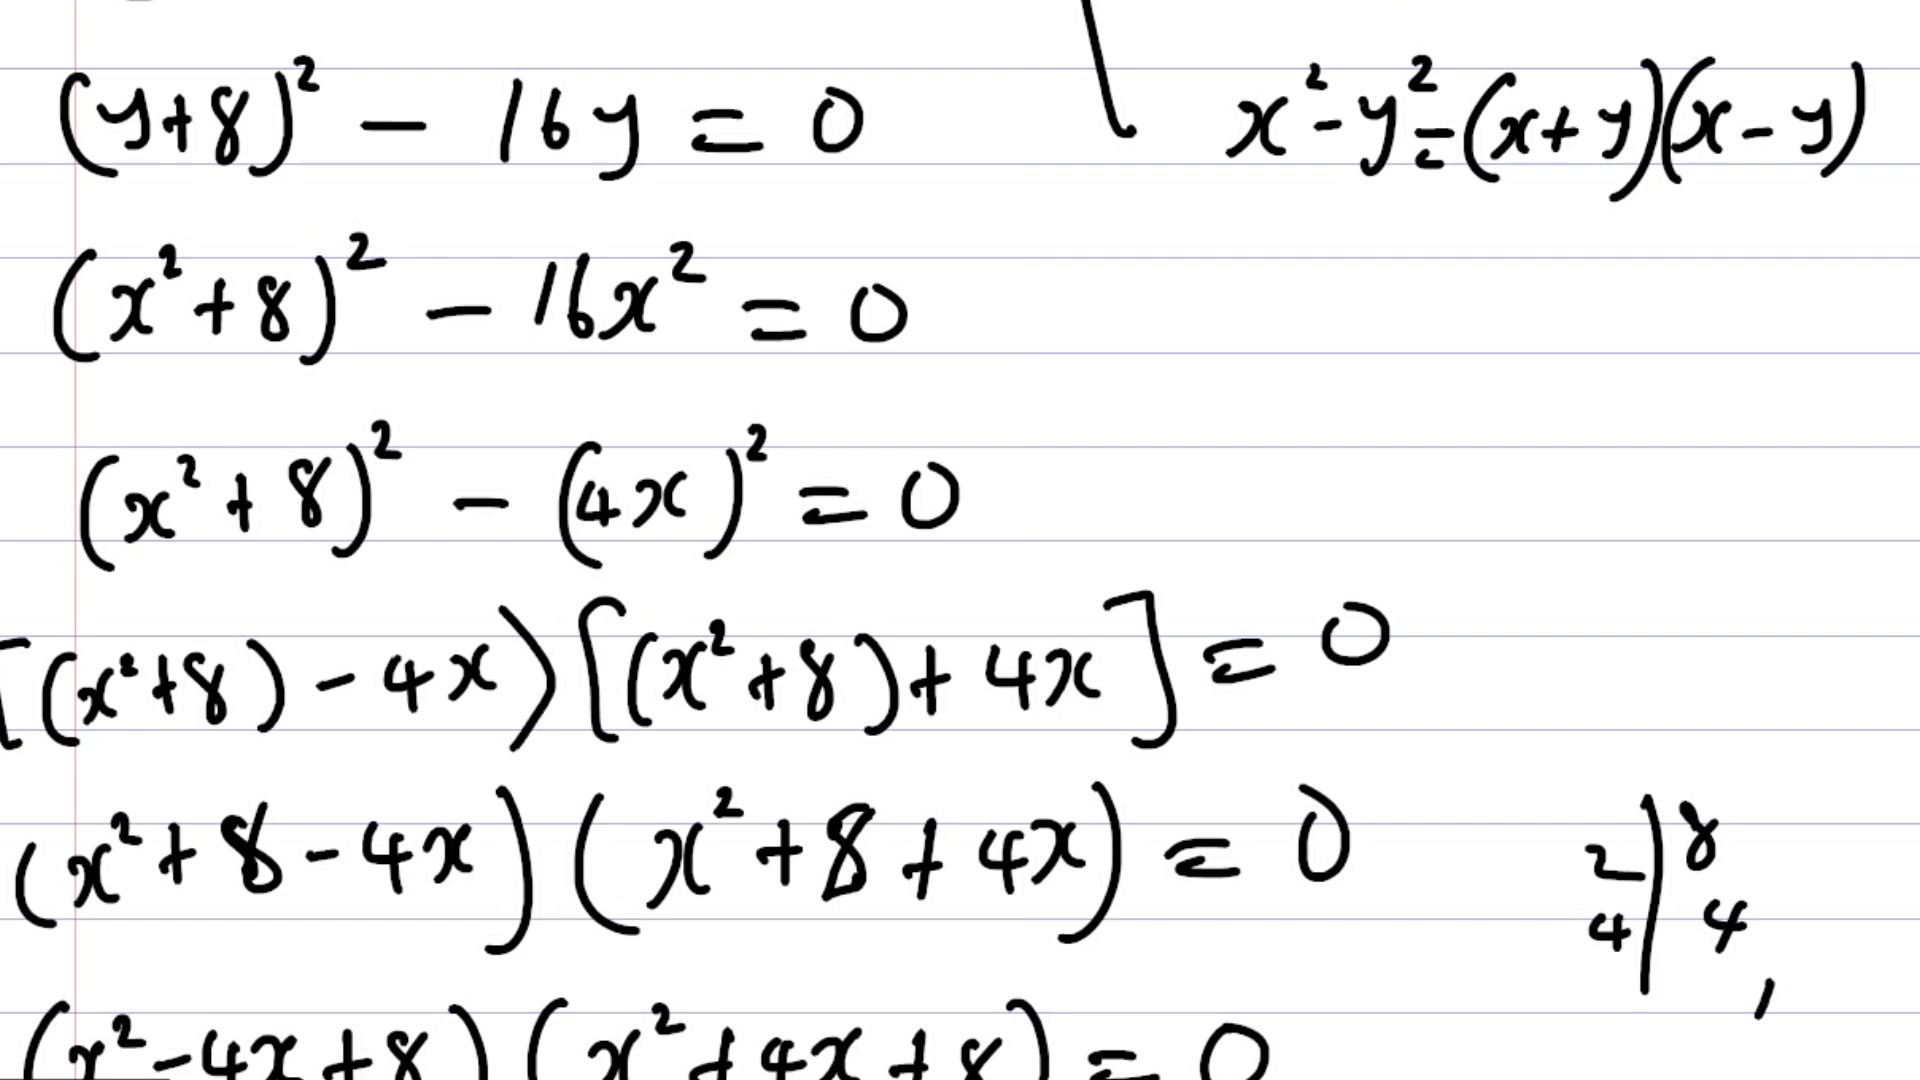 (y+8)² - 16y = 0
x²-y²=(x+y)(x-y)
(x²+8)² - 16x² = 0
(x²+8)² - (4x)² = 0
[(x²+8)-4x)[(x²+8)+4x] = 0
(x²+8-4x)(x²+8+4x) = 0
2|8
4|4
(x²-4x+8)(x²+4x+8) = 0